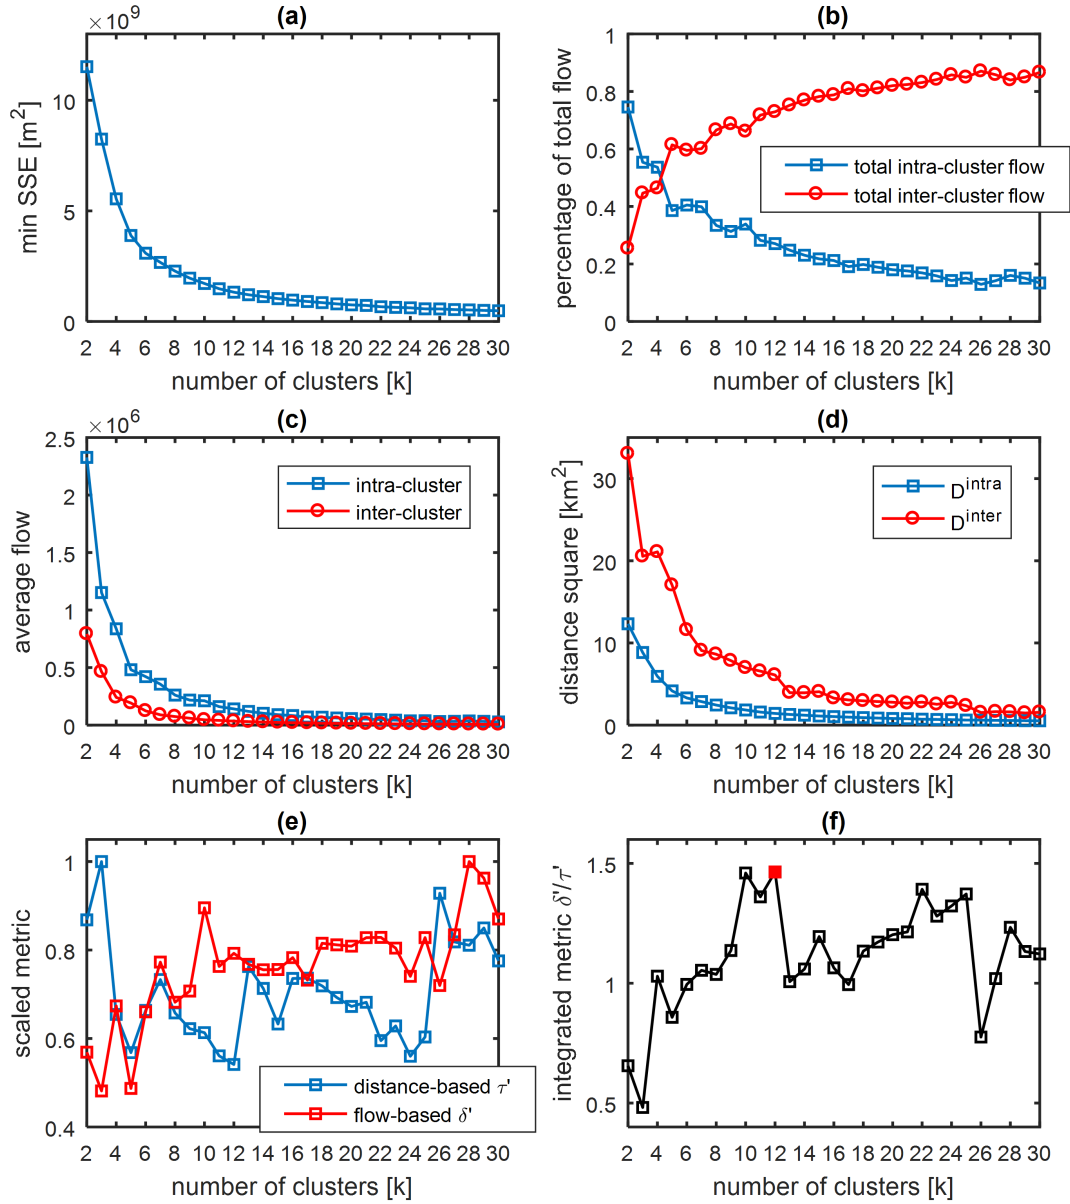 (a)
×10^9
10
5
0
min SSE [m^2]
2 4 6 8 10 12 14 16 18 20 22 24 26 28 30
number of clusters [k]
(b)
1
0.8
0.6
0.4
0.2
0
percentage of total flow
total intra-cluster flow
total inter-cluster flow
2 4 6 8 10 12 14 16 18 20 22 24 26 28 30
number of clusters [k]
(c)
×10^6
2.5
2
1.5
1
0.5
0
average flow
intra-cluster
inter-cluster
2 4 6 8 10 12 14 16 18 20 22 24 26 28 30
number of clusters [k]
(d)
30
20
10
0
distance square [km^2]
D^intra
D^inter
2 4 6 8 10 12 14 16 18 20 22 24 26 28 30
number of clusters [k]
(e)
1
0.8
0.6
0.4
scaled metric
distance-based τ'
flow-based δ'
2 4 6 8 10 12 14 16 18 20 22 24 26 28 30
number of clusters [k]
(f)
1.5
1
0.5
integrated metric δ'/τ'
2 4 6 8 10 12 14 16 18 20 22 24 26 28 30
number of clusters [k]